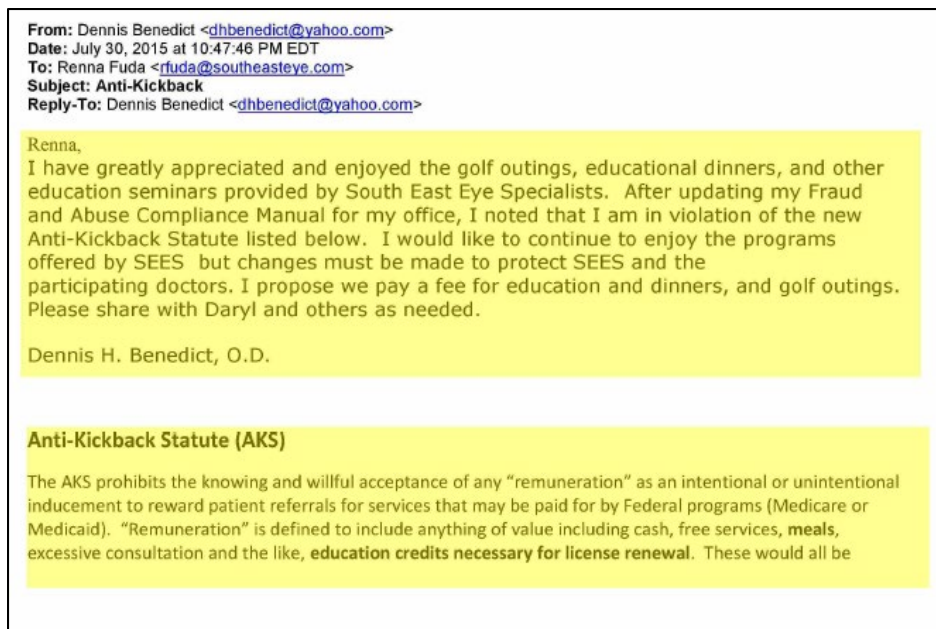 From: Dennis Benedict <dhbenedict@yahoo.com>
Date: July 30, 2015 at 10:47:46 PM EDT
To: Renna Fuda <rfuda@southeasteye.com>
Subject: Anti-Kickback
Reply-To: Dennis Benedict <dhbenedict@yahoo.com>
Renna,
I have greatly appreciated and enjoyed the golf outings, educational dinners, and other
education seminars provided by South East Eye Specialists. After updating my Fraud
and Abuse Compliance Manual for my office, I noted that I am in violation of the new
Anti-Kickback Statute listed below. I would like to continue to enjoy the programs
offered by SEES but changes must be made to protect SEES and the
participating doctors. I propose we pay a fee for education and dinners, and golf outings.
Please share with Daryl and others as needed.
Dennis H. Benedict, O.D.
Anti-Kickback Statute (AKS)
The AKS prohibits the knowing and willful acceptance of any “remuneration” as an intentional or unintentional
inducement to reward patient referrals for services that may be paid for by Federal programs (Medicare or
Medicaid). “Remuneration” is defined to include anything of value including cash, free services, meals,
excessive consultation and the like, education credits necessary for license renewal. These would all be